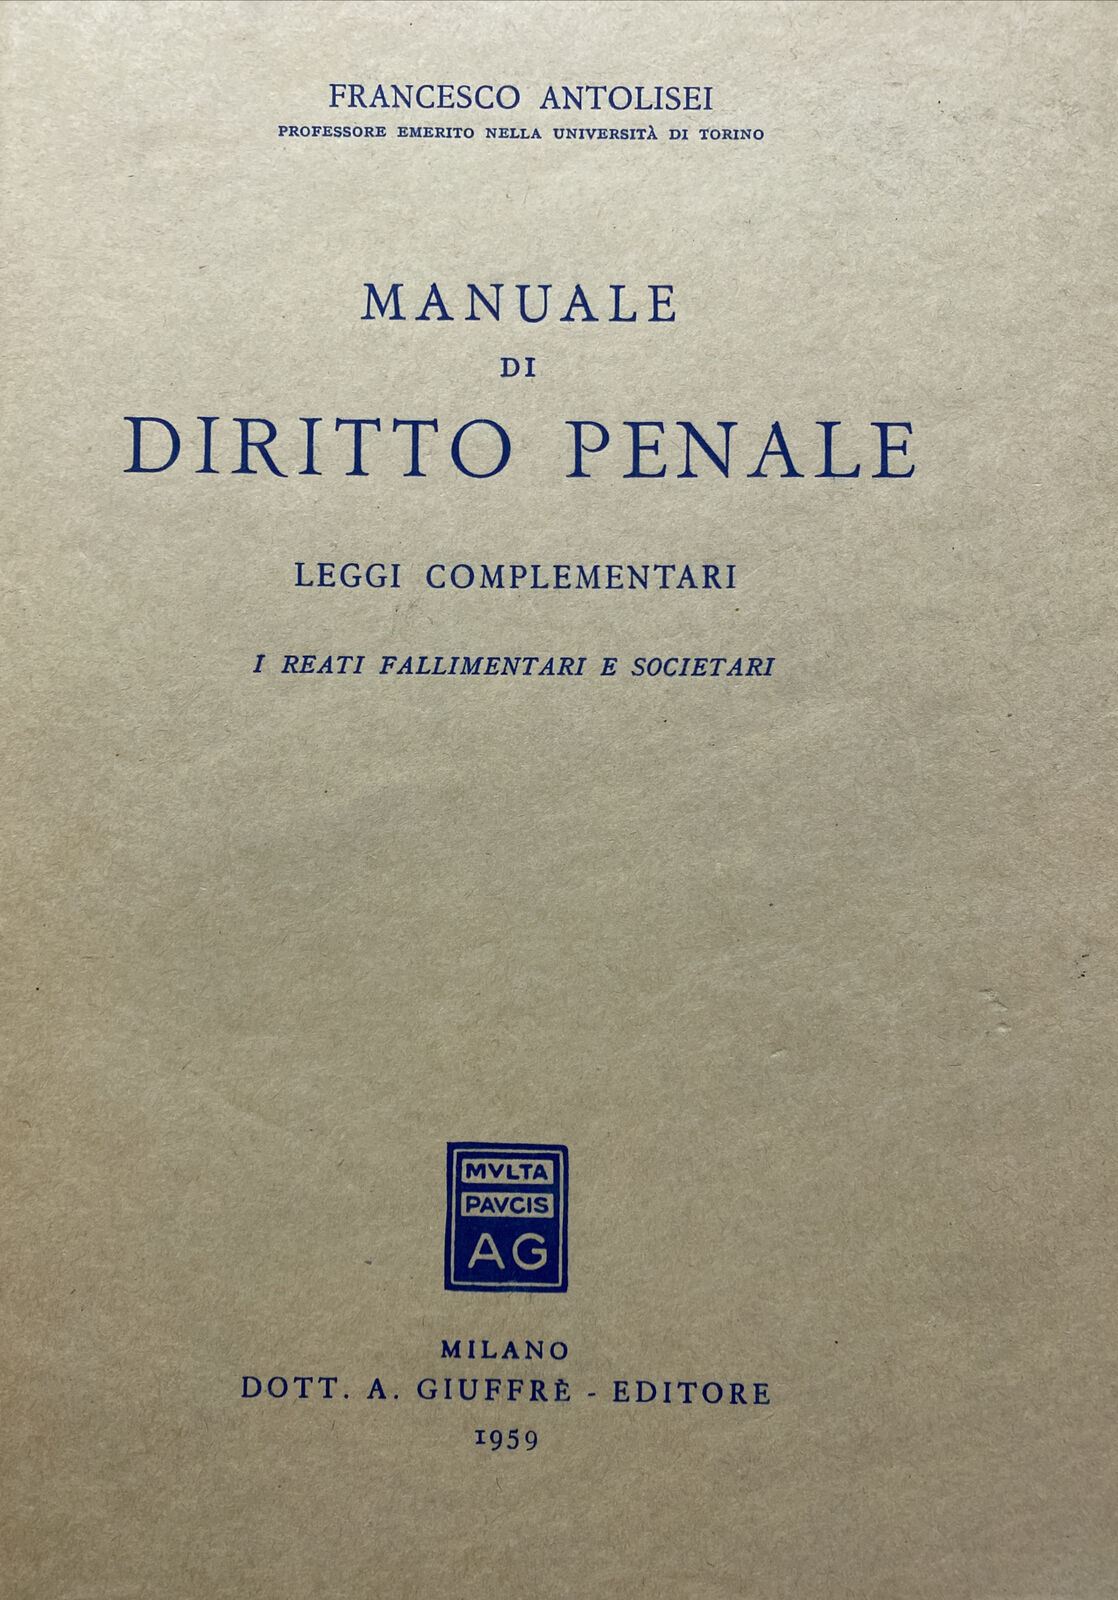 FRANCESCO ANTOLISEI
PROFESSORE EMERITO NELLA UNIVERSITÀ DI TORINO
MANUALE
DI
DIRITTO PENALE
LEGGI COMPLEMENTARI
I REATI FALLIMENTARI E SOCIETARI
MVLTA
PAVCIS
AG
MILANO
DOTT. A. GIUFFRÈ - EDITORE
1959